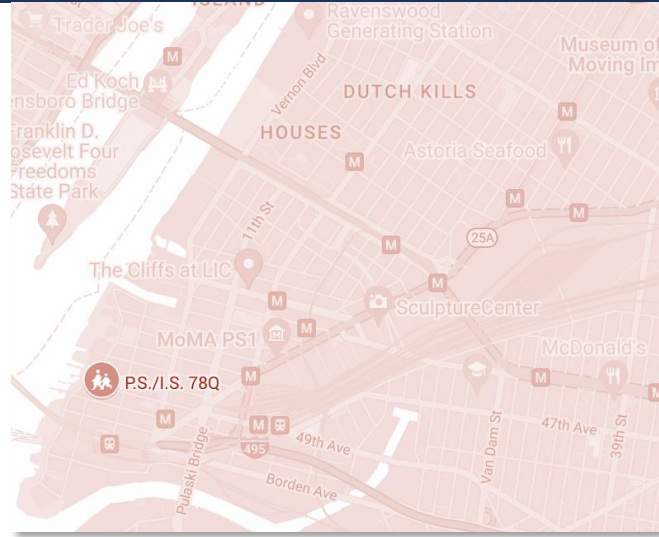 ISLAND
Trader Joe's
M
Ravenswood
Generating Station
Museum of
Moving Im
Ed Koch
ensboro Bridge
Vernon Blvd
DUTCH KILLS
M
Franklin D.
osevelt Four
Freedoms
State Park
HOUSES
M
Astoria Seafood
M
M
11th St
M
25A
The Cliffs at LIC
M
M
SculptureCenter
MoMA PS1
M
McDonald's
P.S./I.S. 78Q
M
M
M
M
M
49th Ave
495
Pulaski Bridge
Borden Ave
Van Dam St
47th Ave
39th St